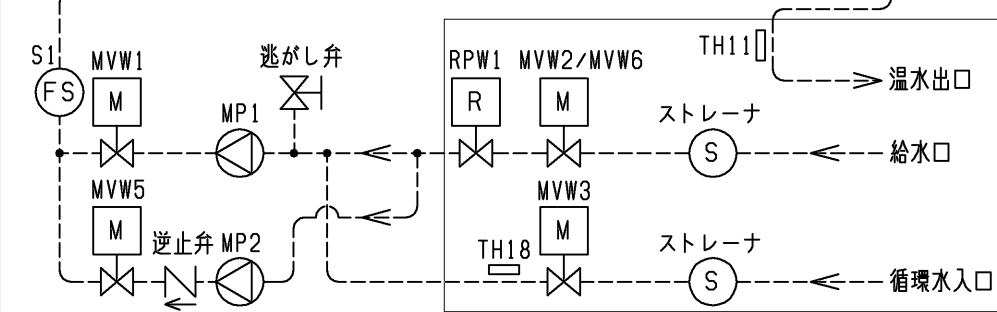 S1
FS
MVW1
M
MP1
逃がし弁
RPW1
R
MVW2/MVW6
M
TH11
温水出口
ストレーナ
S
給水口
MVW5
M
逆止弁
MP2
TH18
MVW3
M
ストレーナ
S
循環水入口